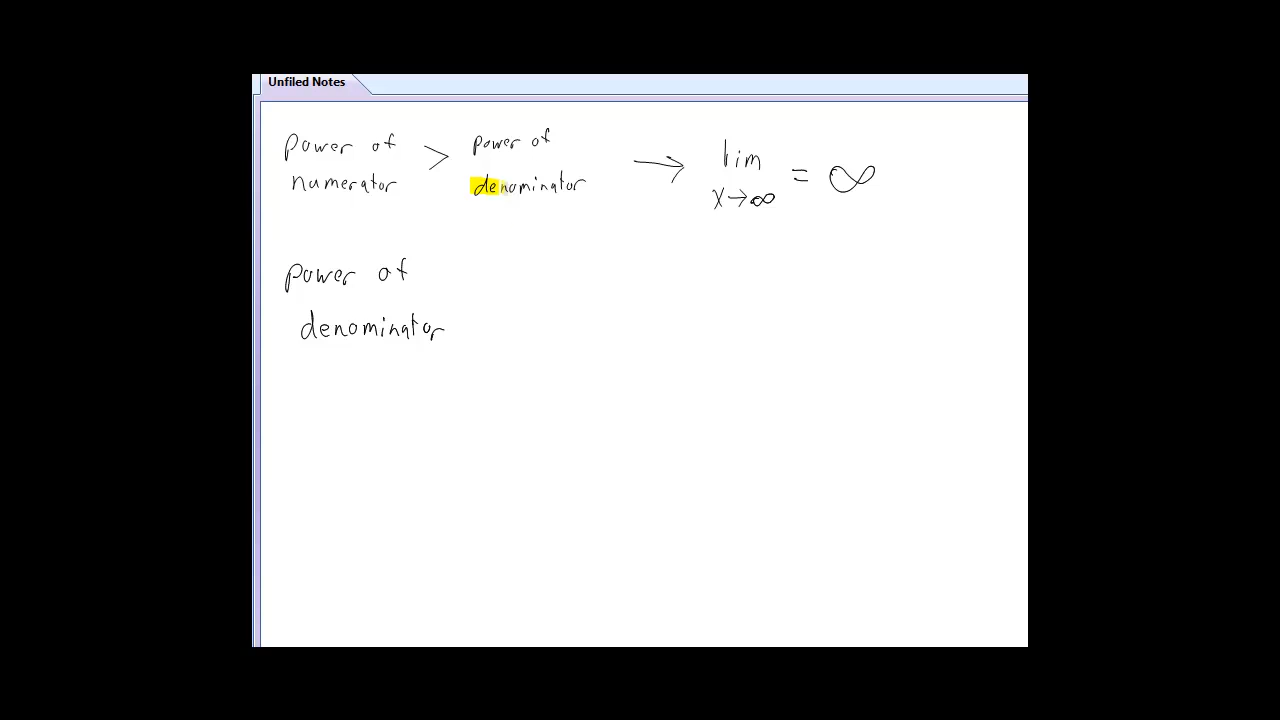 Unfiled Notes
power of > power of → lim = ∞
numerator denominator x→∞
power of
denominator